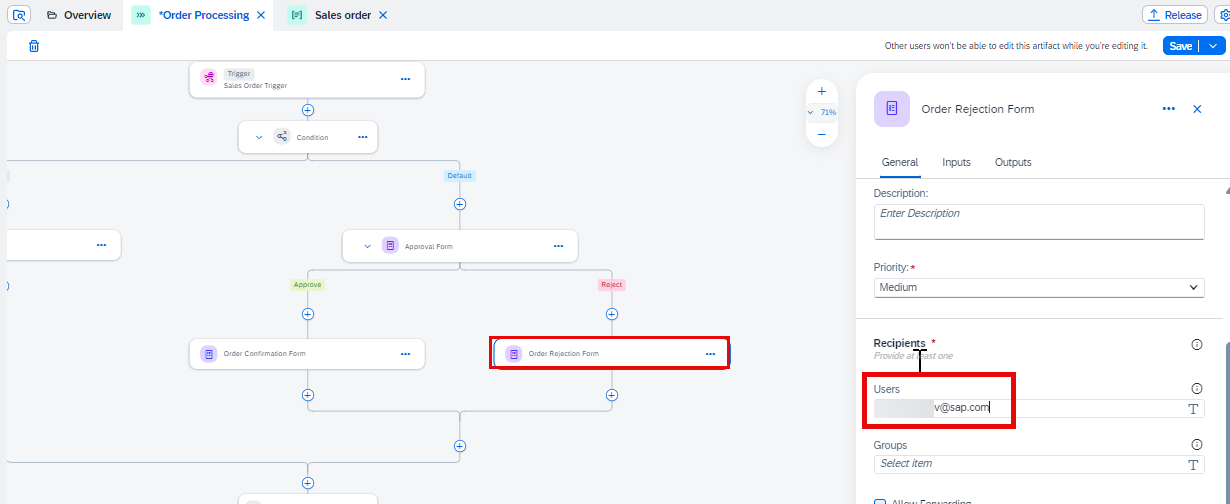 Overview
*Order Processing
Sales order
Release
Other users won't be able to edit this artifact while you're editing it.
Save
Trigger
Sales Order Trigger
Condition
71%
Default
Approval Form
Approve
Reject
Order Confirmation Form
Order Rejection Form
Order Rejection Form
General
Inputs
Outputs
Description:
Enter Description
Priority: *
Medium
Recipients *
Provide at least one
Users
v@sap.com
Groups
Select item
Allow Forwarding